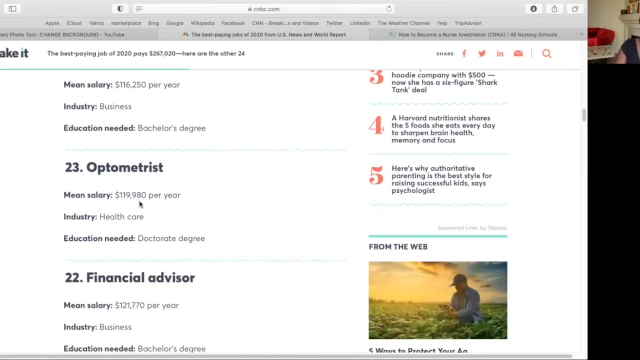 cnbc.com
Apple iCloud Yahoo marketplace Bing Google Wikipedia Facebook CNN - Breaki...s and Videos Twitter LinkedIn The Weather Channel Yelp TripAdvisor
ery Photo Tool- CHANGE BACKGROUND - YouTube
The best-paying jobs of 2020 from U.S. News and World Report
How to Become a Nurse Anesthetist (CRNA) | All Nursing Schools
ake it
The best-paying job of 2020 pays $267,020—here are the other 24
SHARE
Mean salary: $116,250 per year
Industry: Business
Education needed: Bachelor's degree
23. Optometrist
Mean salary: $119,980 per year
Industry: Health care
Education needed: Doctorate degree
22. Financial advisor
Mean salary: $121,770 per year
Industry: Business
Education needed: Bachelor's degree
3
hoodie company with $500 —
now she has a six-figure 'Shark
Tank' deal
4
A Harvard nutritionist shares
the 5 foods she eats every day
to sharpen brain health,
memory and focus
5
Here's why authoritative
parenting is the best style for
raising successful kids, says
psychologist
Sponsored Links by Taboola
FROM THE WEB
5 Ways to Protect Your Ag